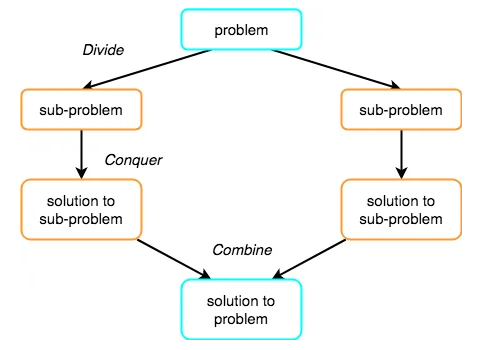 problem
Divide
sub-problem
sub-problem
Conquer
solution to
sub-problem
solution to
sub-problem
Combine
solution to
problem